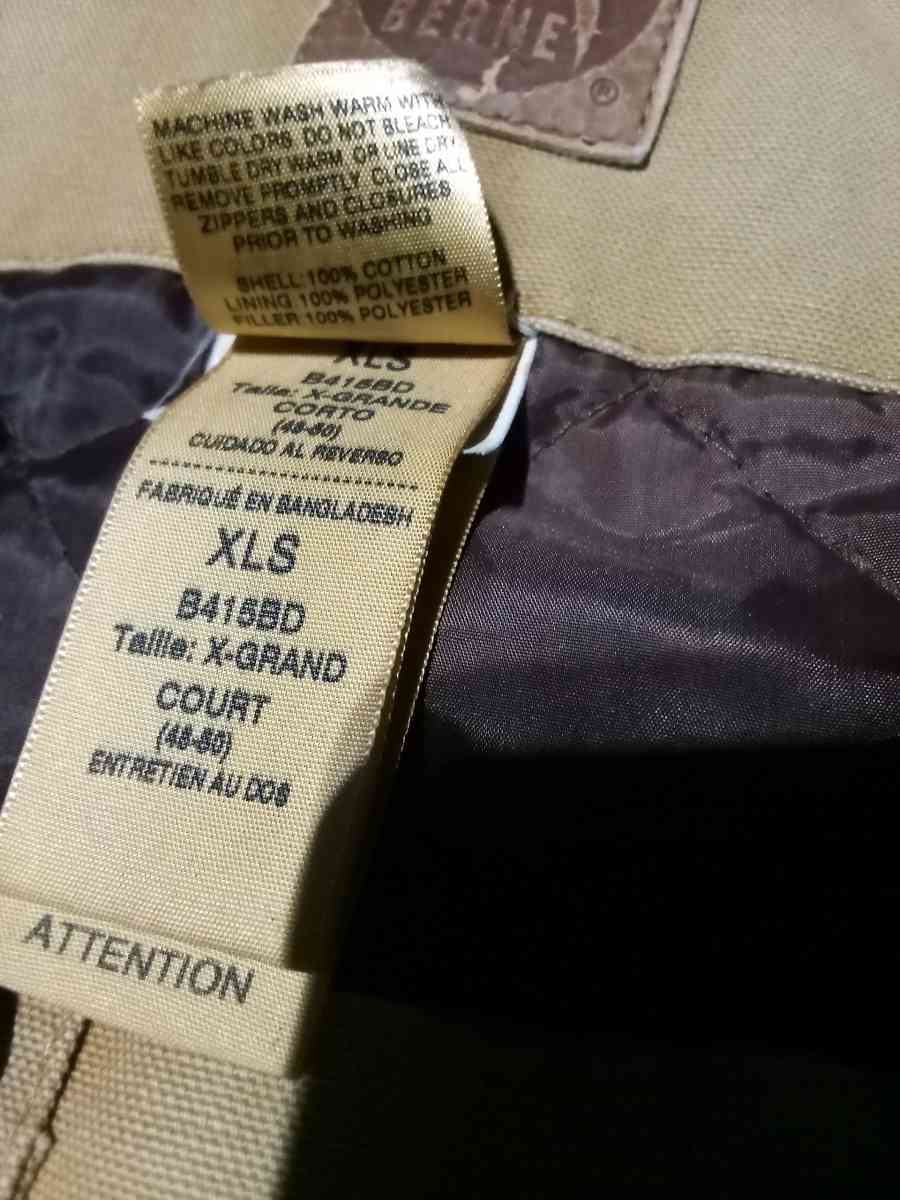 BERNE
®
MACHINE WASH WARM WITH
LIKE COLORS. DO NOT BLEACH
TUMBLE DRY WARM OR LINE DRY
REMOVE PROMPTLY. CLOSE ALL
ZIPPERS AND CLOSURES
PRIOR TO WASHING
SHELL:100% COTTON
LINING:100% POLYESTER
FILLER:100% POLYESTER
XLS
B415BD
Taille: X-GRANDE
CORTO
(48-50)
CUIDADO AL REVERSO
FABRIQUÉ EN BANGLADESH
XLS
B415BD
Taille: X-GRAND
COURT
(48-50)
ENTRETIEN AU DOS
ATTENTION